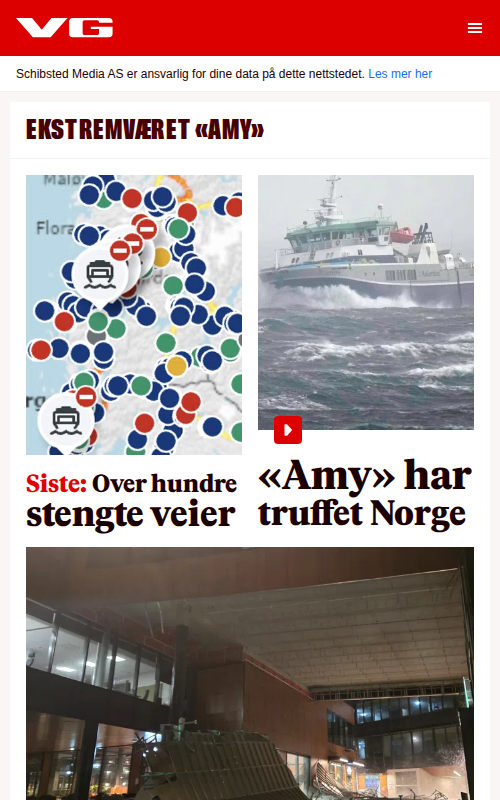 VG
Schibsted Media AS er ansvarlig for dine data på dette nettstedet. Les mer her
EKSTREMVÆRET «AMY»
Flora
Siste: Over hundre
stengte veier
«Amy» har
truffet Norge